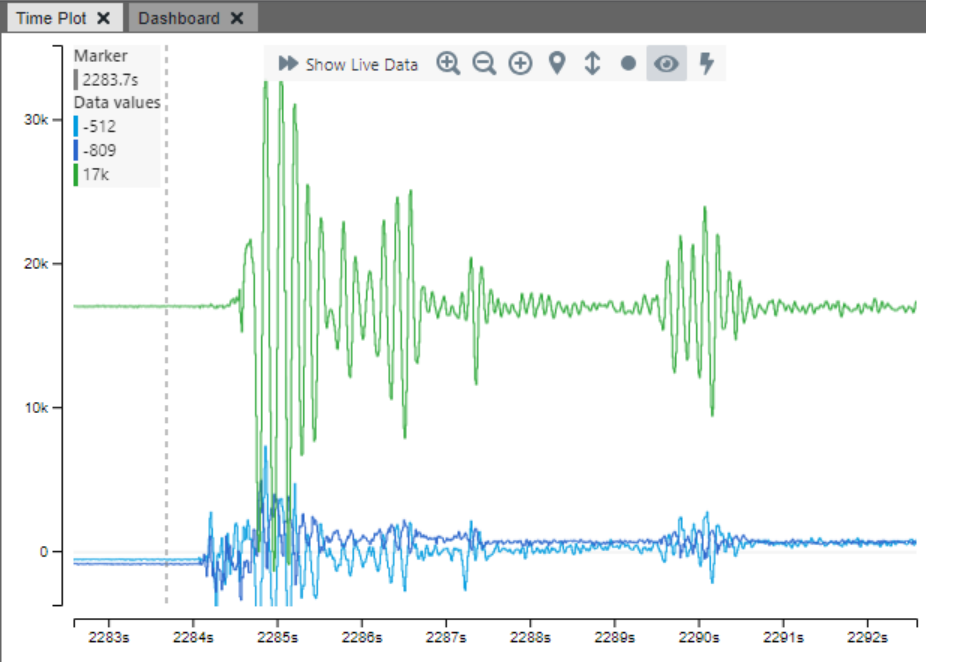 Time Plot
Dashboard
Marker
2283.7s
Data values
-512
-809
17k
Show Live Data
30k
20k
10k
0
2283s 2284s 2285s 2286s 2287s 2288s 2289s 2290s 2291s 2292s